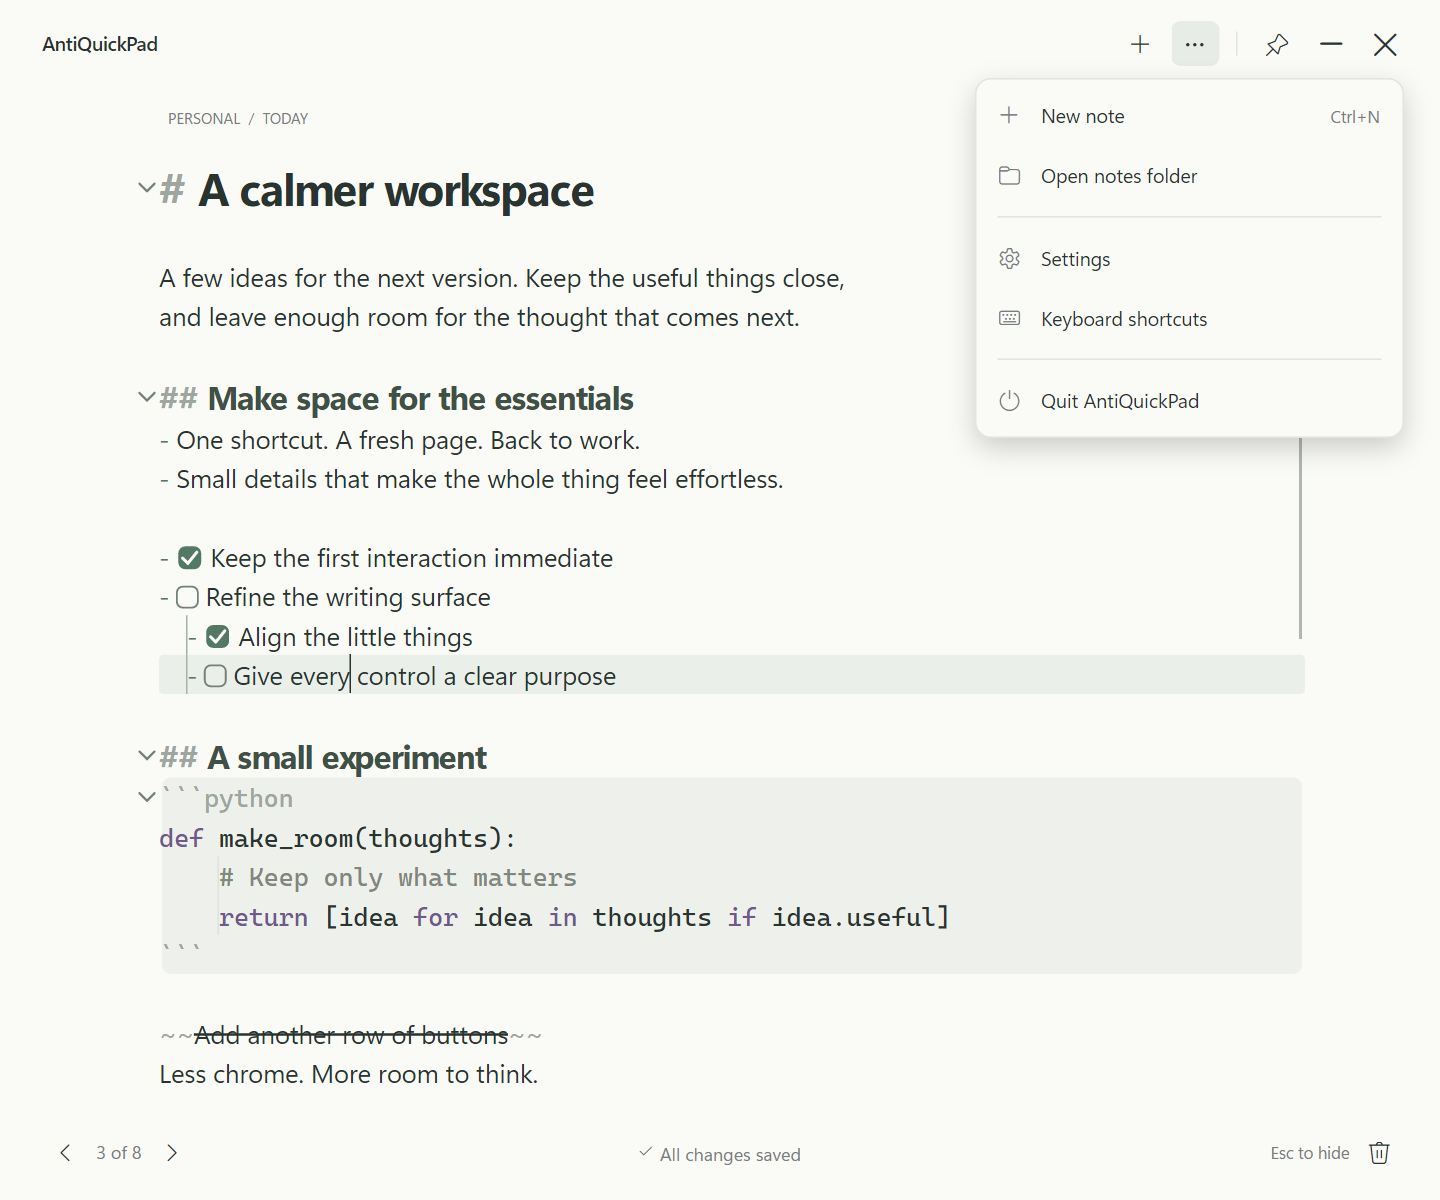 AntiQuickPad
PERSONAL / TODAY
# A calmer workspace
A few ideas for the next version. Keep the useful things close,
and leave enough room for the thought that comes next.
## Make space for the essentials
- One shortcut. A fresh page. Back to work.
- Small details that make the whole thing feel effortless.
- Keep the first interaction immediate
- Refine the writing surface
- Align the little things
- Give every control a clear purpose
## A small experiment
```python
def make_room(thoughts):
    # Keep only what matters
    return [idea for idea in thoughts if idea.useful]
```
~~Add another row of buttons~~
Less chrome. More room to think.
New note Ctrl+N
Open notes folder
Settings
Keyboard shortcuts
Quit AntiQuickPad
3 of 8
All changes saved
Esc to hide